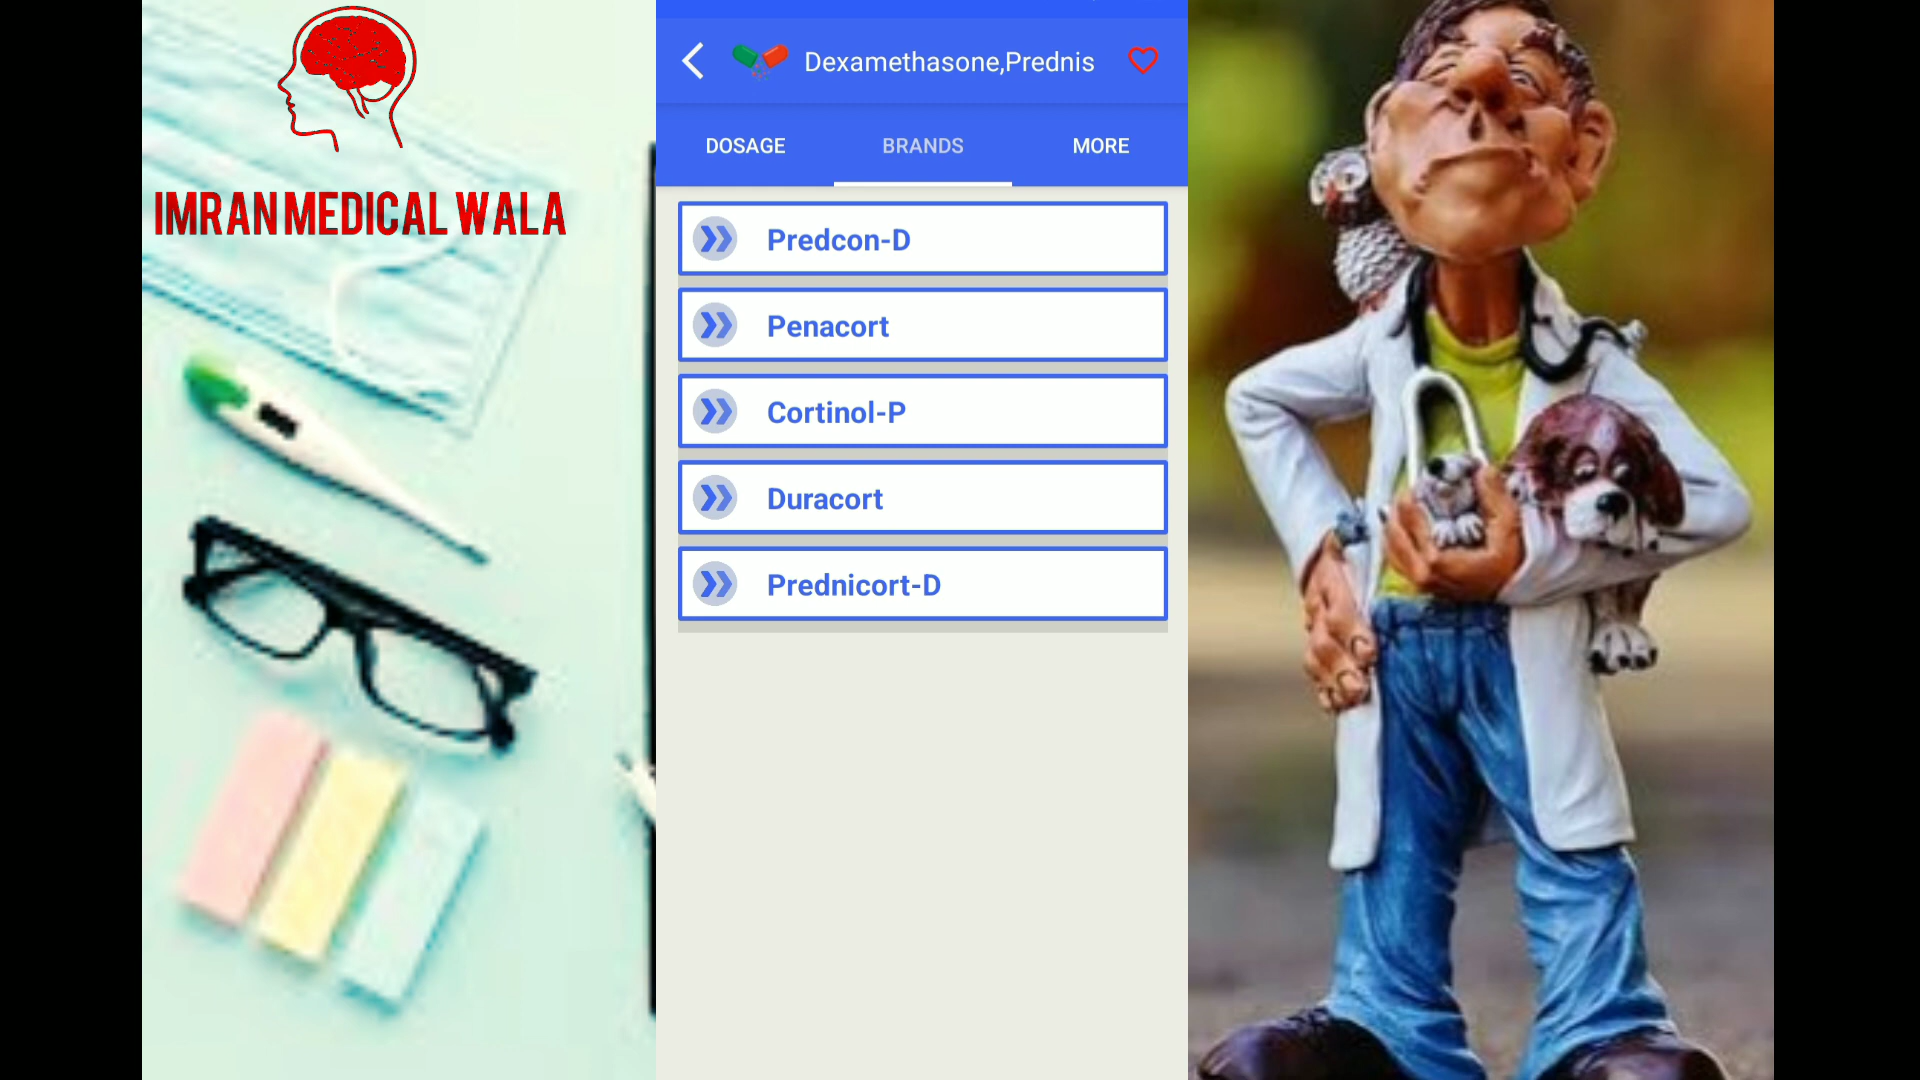 IMRAN MEDICAL WALA
Dexamethasone,Prednis
DOSAGE
BRANDS
MORE
Predcon-D
Penacort
Cortinol-P
Duracort
Prednicort-D